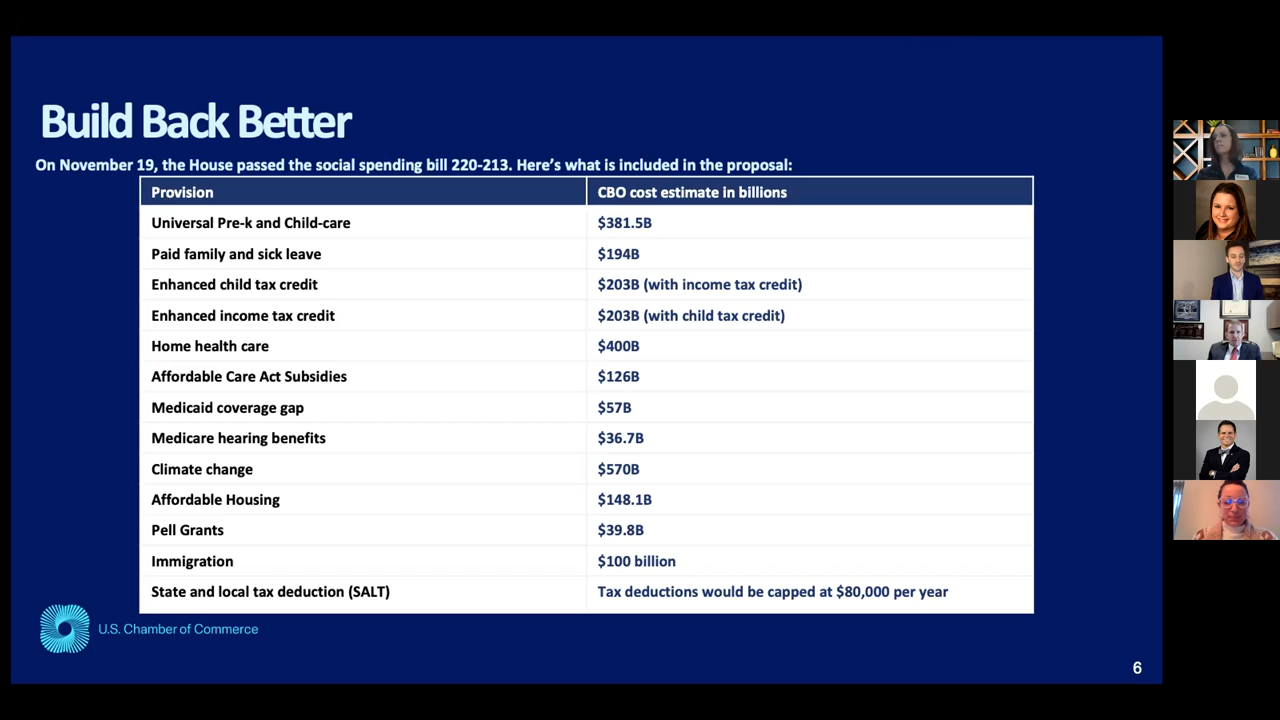 Build Back Better
On November 19, the House passed the social spending bill 220-213. Here's what is included in the proposal:
Provision CBO cost estimate in billions
Universal Pre-k and Child-care $381.5B
Paid family and sick leave $194B
Enhanced child tax credit $203B (with income tax credit)
Enhanced income tax credit $203B (with child tax credit)
Home health care $400B
Affordable Care Act Subsidies $126B
Medicaid coverage gap $57B
Medicare hearing benefits $36.7B
Climate change $570B
Affordable Housing $148.1B
Pell Grants $39.8B
Immigration $100 billion
State and local tax deduction (SALT) Tax deductions would be capped at $80,000 per year
U.S. Chamber of Commerce
6